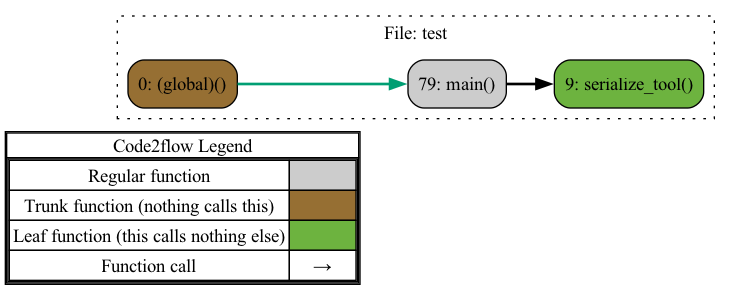 File: test
0: (global)()
79: main()
9: serialize_tool()
Code2flow Legend
Regular function
Trunk function (nothing calls this)
Leaf function (this calls nothing else)
Function call →